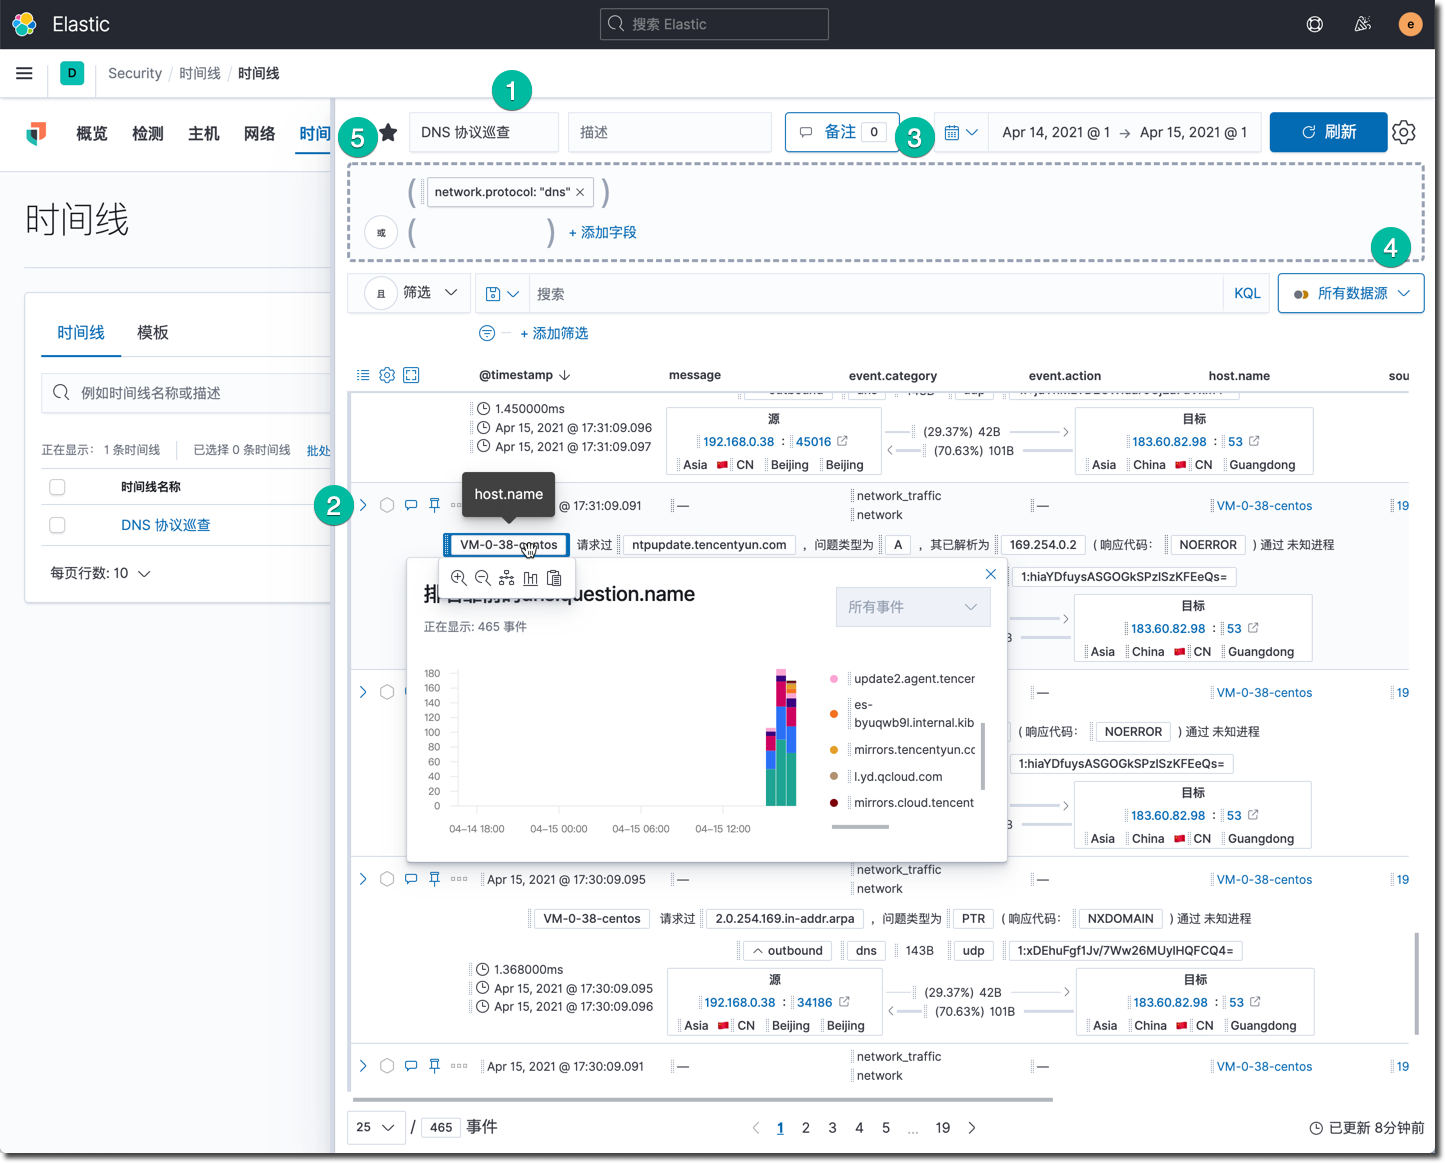 Elastic
搜索 Elastic
e
D
Security / 时间线 / 时间线
1
概览 检测 主机 网络 时间
5
DNS 协议巡查
描述
备注 0
3
Apr 14, 2021 @ 1 → Apr 15, 2021 @ 1
刷新
( network.protocol: "dns" × )
或 ( ) + 添加字段
4
时间线
且 筛选
搜索
KQL
所有数据源
+ 添加筛选
时间线 模板
例如时间线名称或描述
正在显示： 1 条时间线 已选择 0 条时间线 批处
时间线名称
DNS 协议巡查
每页行数: 10
@timestamp ↓ message event.category event.action host.name sou
1.450000ms
Apr 15, 2021 @ 17:31:09.096
Apr 15, 2021 @ 17:31:09.097
源
192.168.0.38 : 45016
Asia CN Beijing Beijing
(29.37%) 42B
(70.63%) 101B
目标
183.60.82.98 : 53
Asia China CN Guangdong
2
host.name
@ 17:31:09.091 — network_traffic — VM-0-38-centos 19
network
VM-0-38-centos 请求过 ntpupdate.tencentyun.com ，问题类型为 A ，其已解析为 169.254.0.2 （响应代码： NOERROR ）通过 未知进程
1:hiaYDfuysASGOGkSPzlSzKFEeQs=
question.name
正在显示: 465 事件
所有事件
目标
183.60.82.98 : 53
Asia China CN Guangdong
180
160
140
120
100
80
60
40
20
0
04-14 18:00 04-15 00:00 04-15 06:00 04-15 12:00
update2.agent.tencer
es-
byuqwb9l.internal.kib
mirrors.tencentyun.cc
l.yd.qcloud.com
mirrors.cloud.tencent
— VM-0-38-centos 19
（响应代码： NOERROR ）通过 未知进程
1:hiaYDfuysASGOGkSPzlSzKFEeQs=
目标
183.60.82.98 : 53
Asia China CN Guangdong
Apr 15, 2021 @ 17:30:09.095 — network_traffic — VM-0-38-centos 19
network
VM-0-38-centos 请求过 2.0.254.169.in-addr.arpa ，问题类型为 PTR （响应代码： NXDOMAIN ）通过 未知进程
outbound dns 143B udp 1:xDEhuFgf1Jv/7Ww26MUylHQFCQ4=
1.368000ms
Apr 15, 2021 @ 17:30:09.095
Apr 15, 2021 @ 17:30:09.096
源
192.168.0.38 : 34186
Asia CN Beijing Beijing
(29.37%) 42B
(70.63%) 101B
目标
183.60.82.98 : 53
Asia China CN Guangdong
Apr 15, 2021 @ 17:30:09.091 — network_traffic — VM-0-38-centos 19
network
25 / 465 事件
1 2 3 4 5 ... 19
已更新 8分钟前